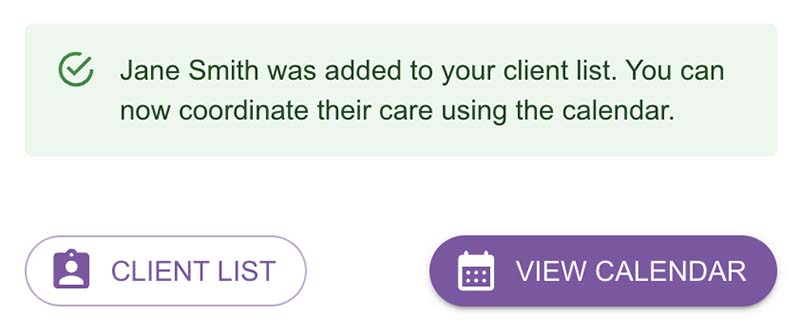 Jane Smith was added to your client list. You can
now coordinate their care using the calendar.
CLIENT LIST
VIEW CALENDAR